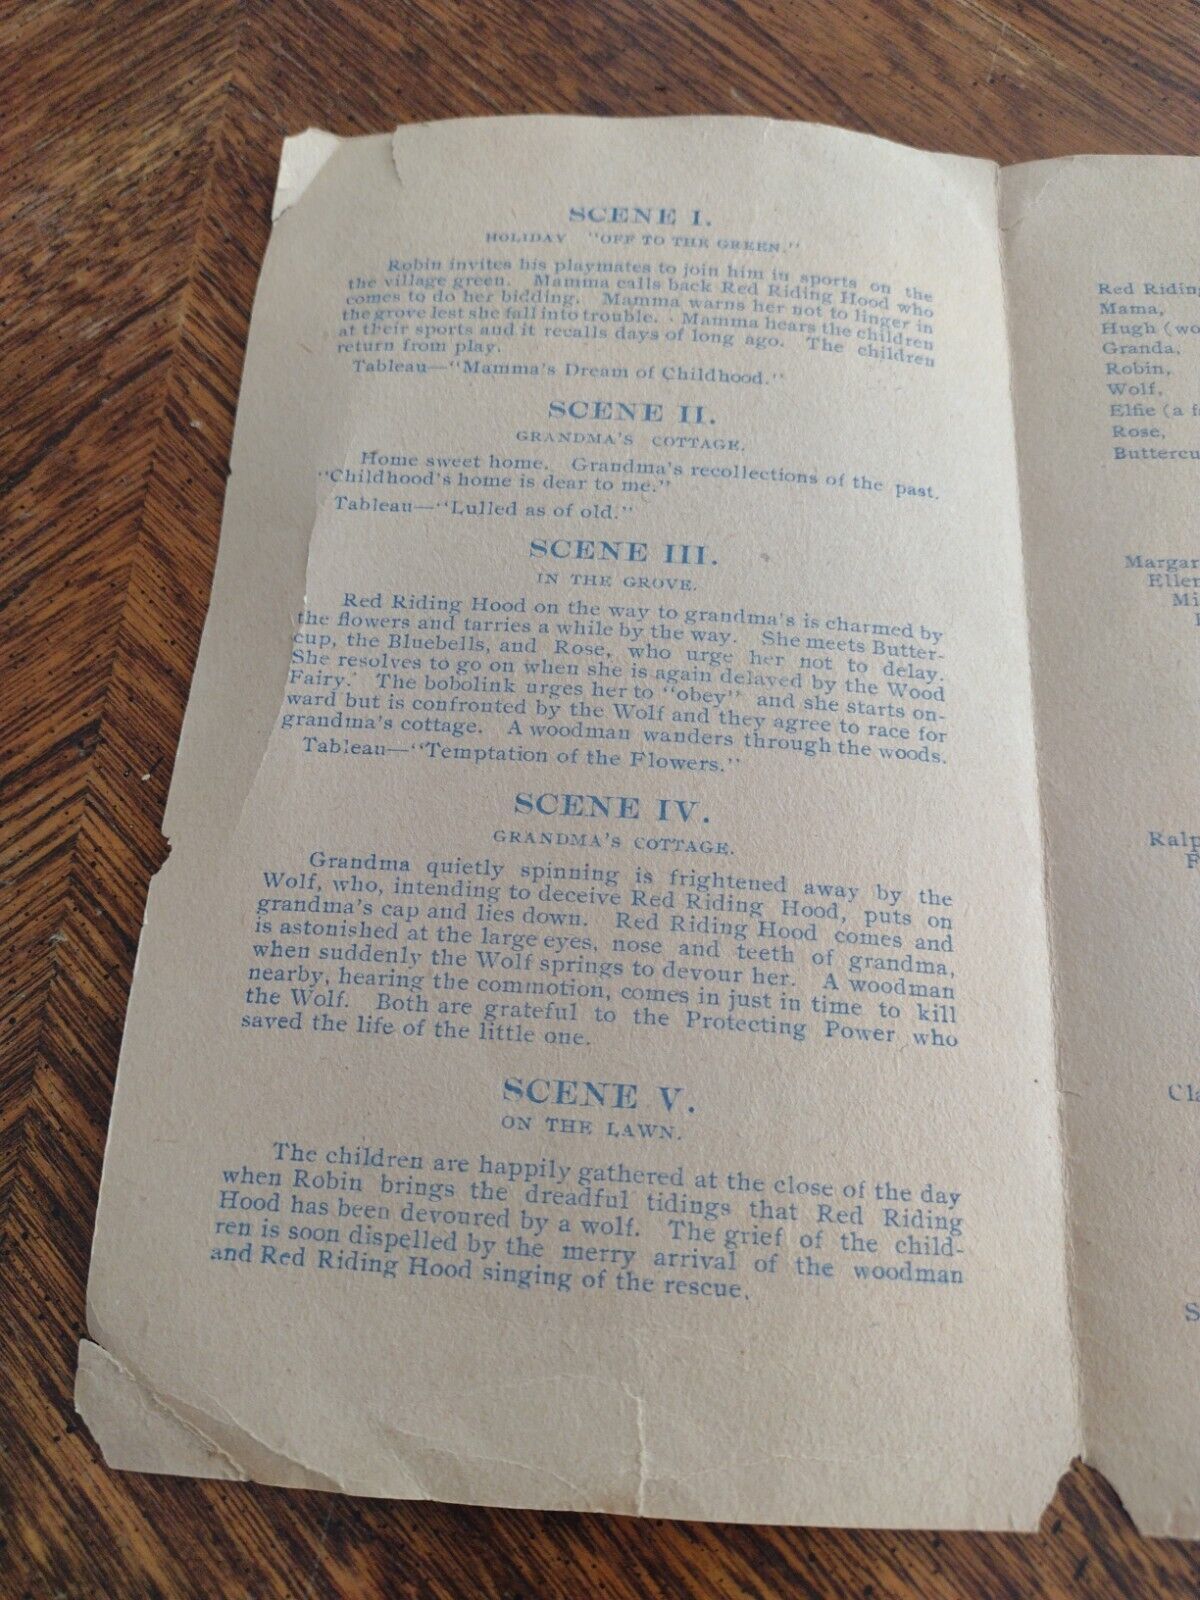 SCENE I.
HOLIDAY "OFF TO THE GREEN."
Robin invites his playmates to join him in sports on the
the village green. Mamma calls back Red Riding Hood who
comes to do her bidding. Mamma warns her not to linger in
the grove lest she fall into trouble. Mamma hears the children
at their sports and it recalls days of long ago. The children
return from play.
Tableau—"Mamma's Dream of Childhood."
SCENE II.
GRANDMA'S COTTAGE.
Home sweet home. Grandma's recollections of the past.
"Childhood's home is dear to me."
Tableau—"Lulled as of old."
SCENE III.
IN THE GROVE.
Red Riding Hood on the way to grandma's is charmed by
the flowers and tarries a while by the way. She meets Butter-
cup, the Bluebells, and Rose, who urge her not to delay.
She resolves to go on when she is again delayed by the Wood
Fairy. The bobolink urges her to "obey" and she starts on-
ward but is confronted by the Wolf and they agree to race for
grandma's cottage. A woodman wanders through the woods.
Tableau—"Temptation of the Flowers."
SCENE IV.
GRANDMA'S COTTAGE.
Grandma quietly spinning is frightened away by the
Wolf, who, intending to deceive Red Riding Hood, puts on
grandma's cap and lies down. Red Riding Hood comes and
is astonished at the large eyes, nose and teeth of grandma,
when suddenly the Wolf springs to devour her. A woodman
nearby, hearing the commotion, comes in just in time to kill
the Wolf. Both are grateful to the Protecting Power who
saved the life of the little one.
SCENE V.
ON THE LAWN.
The children are happily gathered at the close of the day
when Robin brings the dreadful tidings that Red Riding
Hood has been devoured by a wolf. The grief of the child-
ren is soon dispelled by the merry arrival of the woodman
and Red Riding Hood singing of the rescue.
Red Riding
Mama,
Hugh (wo
Granda,
Robin,
Wolf,
Elfie (a f
Rose,
Buttercu
Margar
Ellen
Mi
Ralp
F
Cla
S